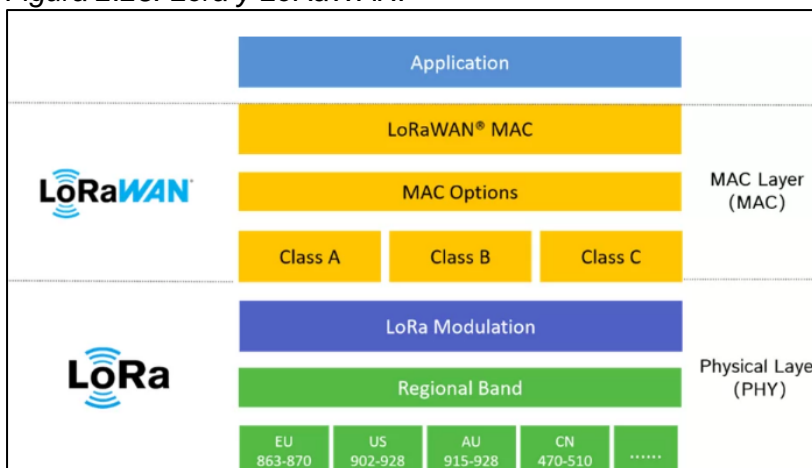 Application
LoRaWAN® MAC
LoRaWAN
MAC Options
MAC Layer
(MAC)
Class A
Class B
Class C
LoRa Modulation
LoRa
Regional Band
Physical Laye
(PHY)
EU
863-870
US
902-928
AU
915-928
CN
470-510
......